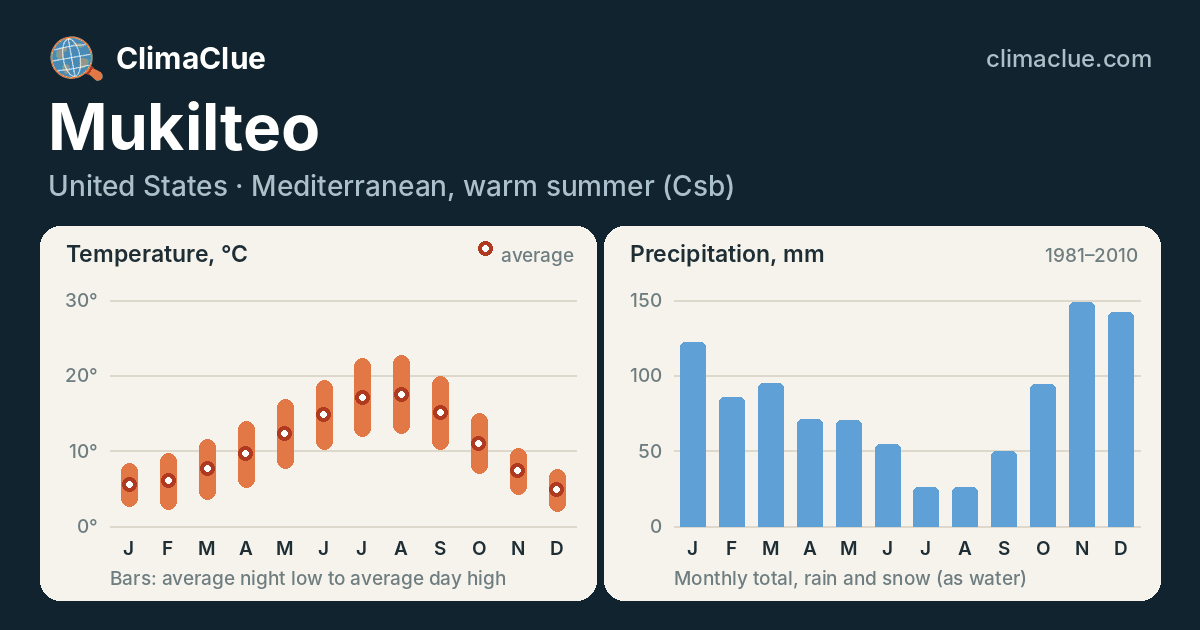 ClimaClue
climaclue.com
Mukilteo
United States · Mediterranean, warm summer (Csb)
Temperature, °C
average
30°
20°
10°
0°
J F M A M J J A S O N D
Bars: average night low to average day high
Precipitation, mm
1981–2010
150
100
50
0
J F M A M J J A S O N D
Monthly total, rain and snow (as water)